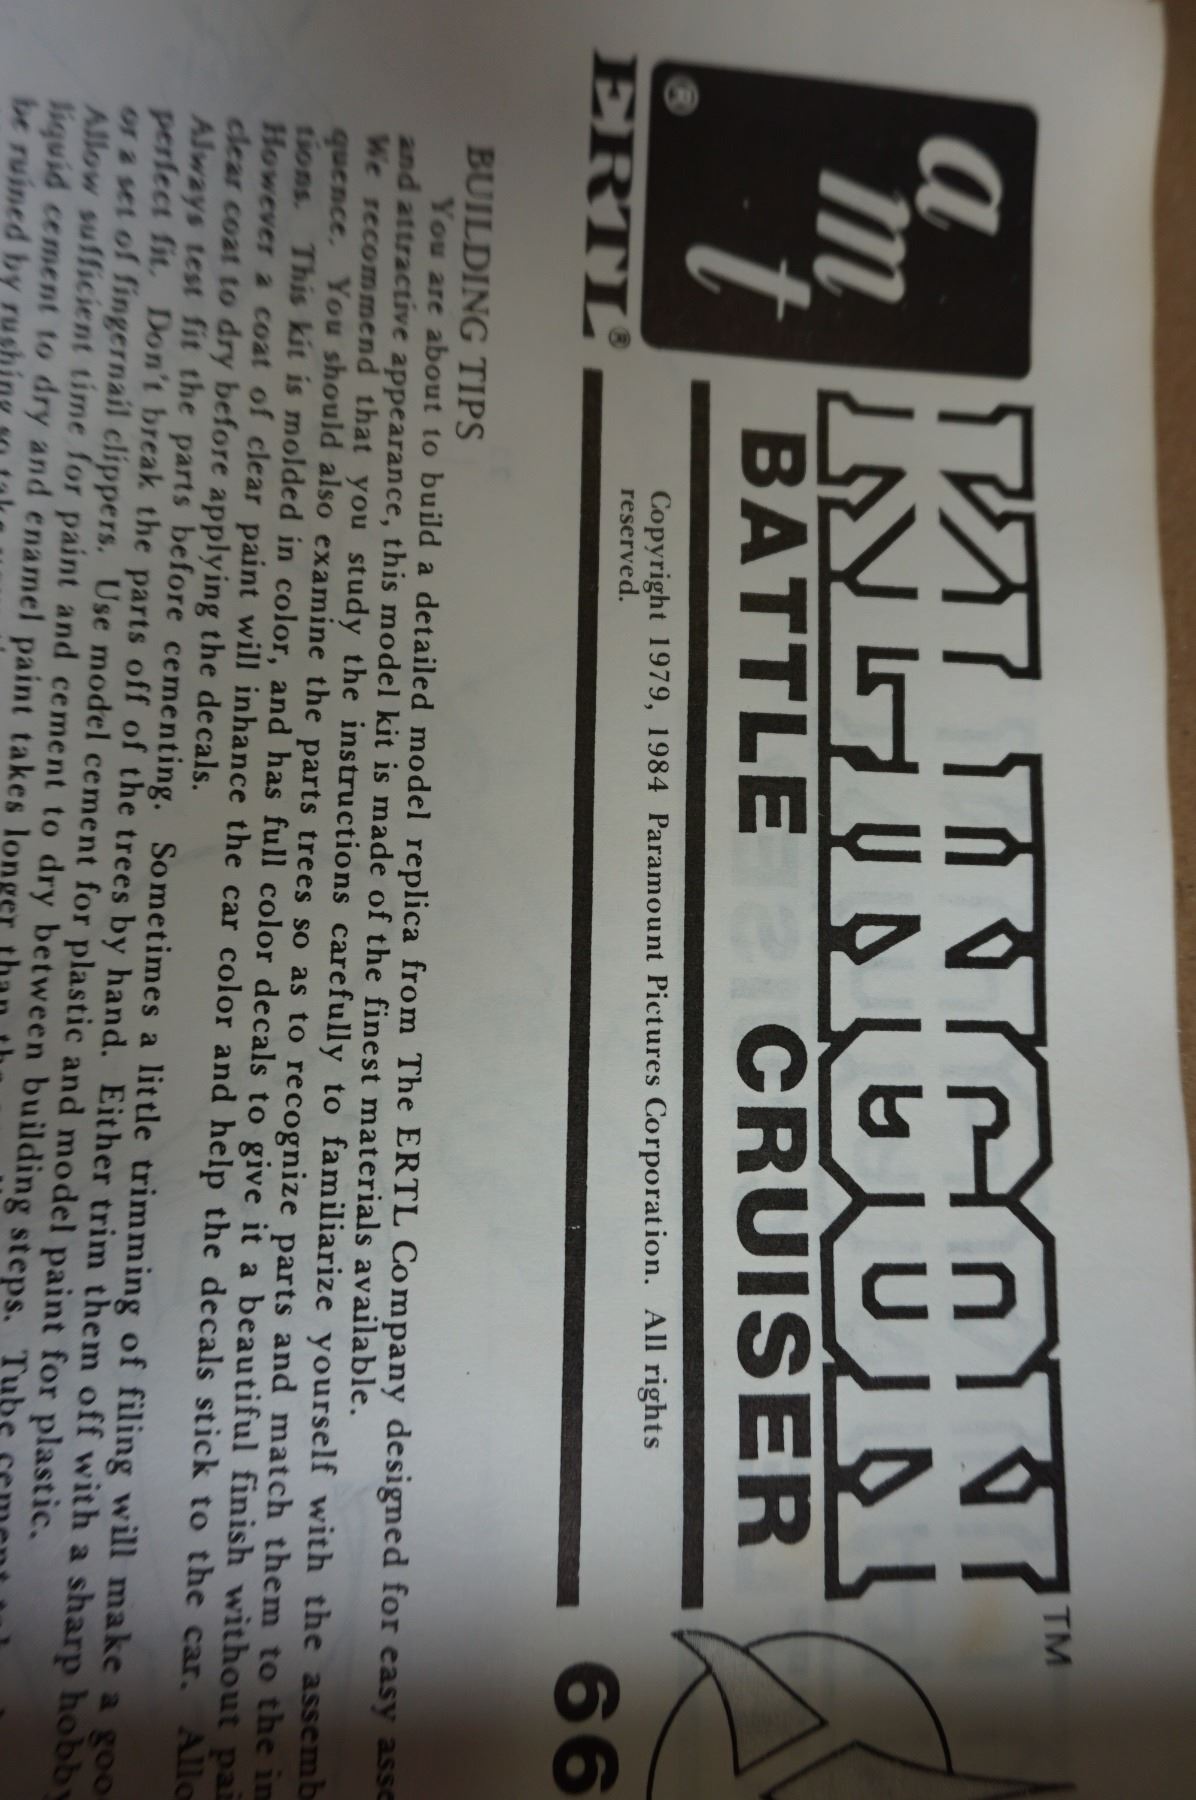 amt®
ERTL®
KLINGON™
BATTLE CRUISER
Copyright 1979, 1984 Paramount Pictures Corporation. All rights
reserved.
66
BUILDING TIPS
You are about to build a detailed model replica from The ERTL Company designed for easy
and attractive appearance, this model kit is made of the finest materials available.
We recommend that you study the instructions carefully to familiarize yourself with the
quence. You should also examine the parts trees so as to recognize parts and match them to the
tions. This kit is molded in color, and has full color decals to give it a beautiful finish without
However a coat of clear paint will inhance the car color and help the decals stick to the car.
clear coat to dry before applying the decals.
Always test fit the parts before cementing. Sometimes a little trimming of filing will make a
perfect fit. Don't break the parts off of the trees by hand. Either trim them off with a sharp hobby
or a set of fingernail clippers. Use model cement for plastic and model paint for plastic.
Allow sufficient time for paint and cement to dry between building steps. Tube
liquid cement to dry and enamel paint takes longer than
be ruined by rushing so